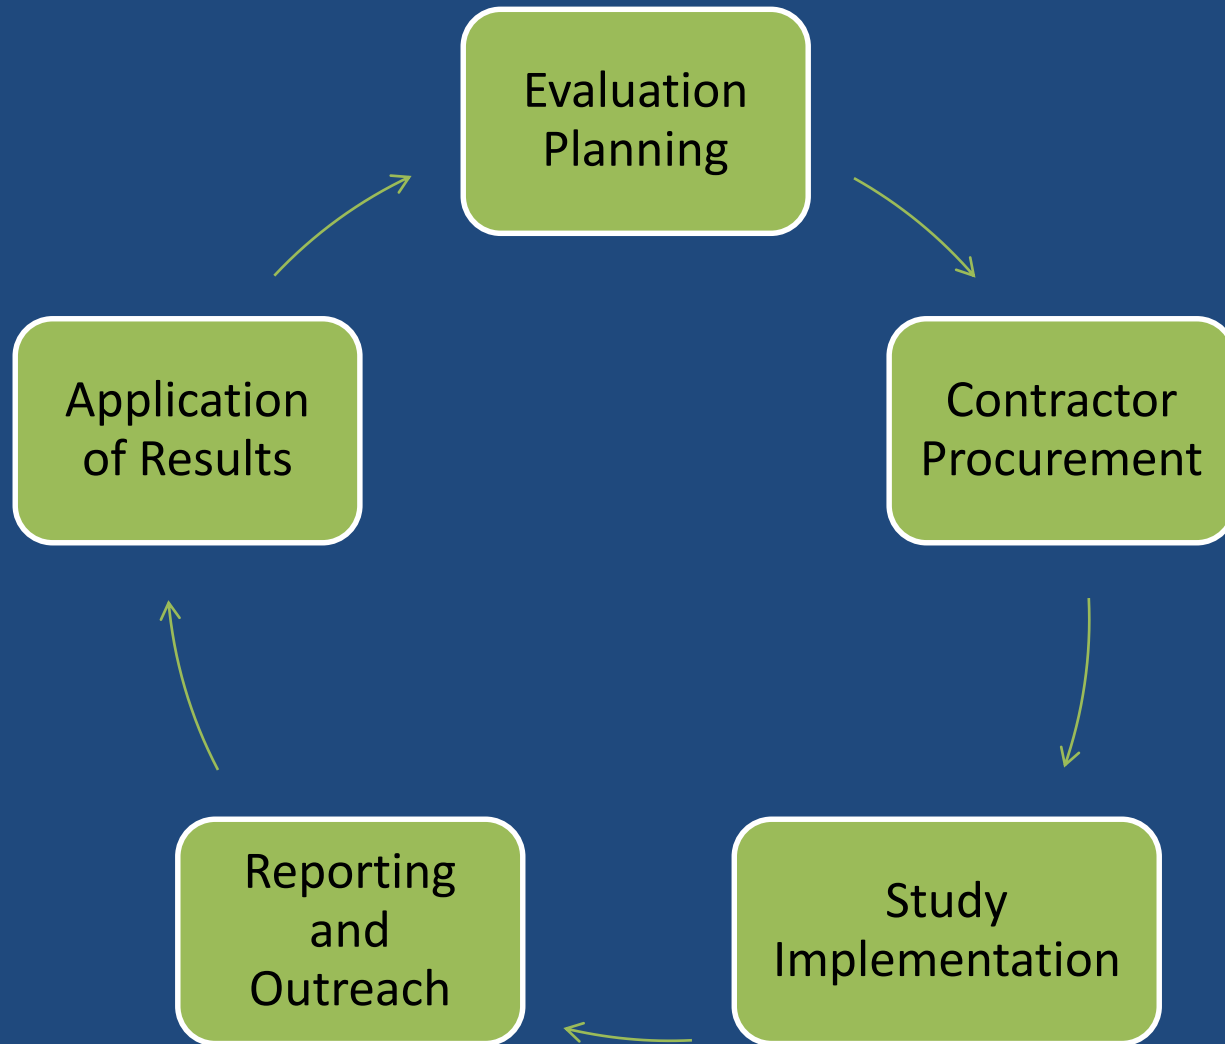 Evaluation
Planning
Contractor
Procurement
Study
Implementation
Reporting
and
Outreach
Application
of Results